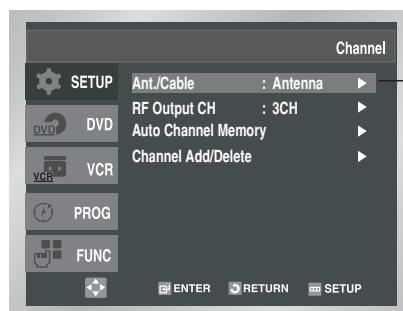 Channel
SETUP
Ant./Cable : Antenna
RF Output CH : 3CH
DVD DVD
Auto Channel Memory
Channel Add/Delete
VCR VCR
PROG
FUNC
ENTER RETURN SETUP